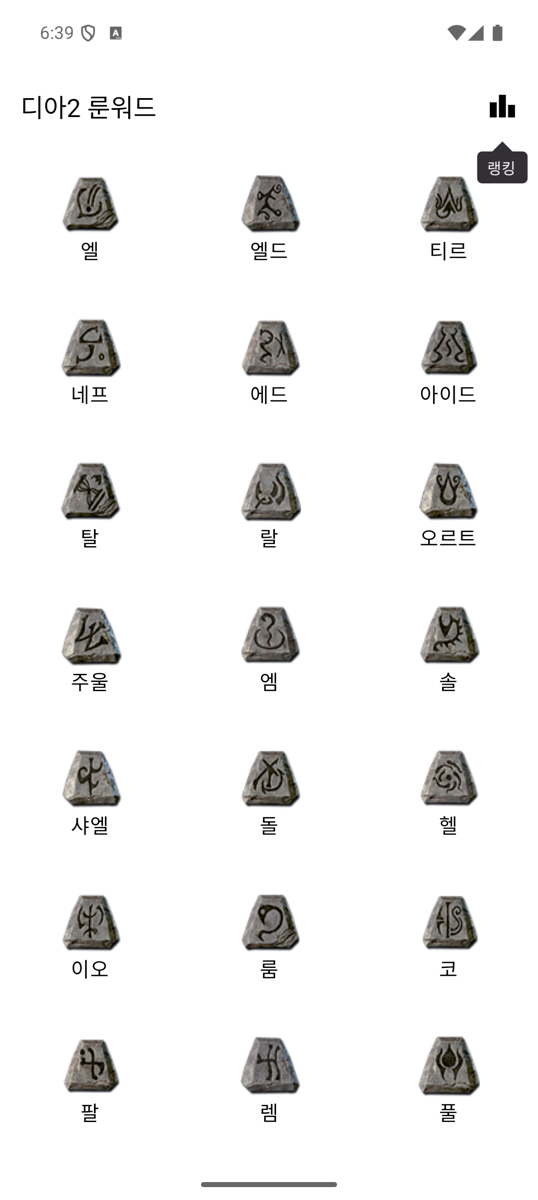 6:39
디아2 룬워드
랭킹
엘 엘드 티르
네프 에드 아이드
탈 랄 오르트
주울 엠 솔
샤엘 돌 헬
이오 룸 코
팔 렘 풀